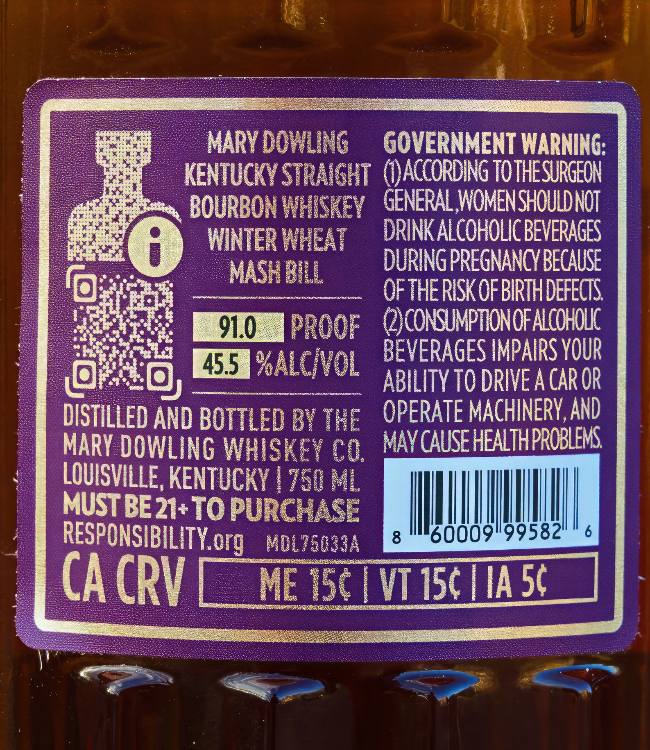 MARY DOWLING
KENTUCKY STRAIGHT
BOURBON WHISKEY
WINTER WHEAT
MASH BILL
i
91.0 PROOF
45.5 %ALC/VOL
DISTILLED AND BOTTLED BY THE
MARY DOWLING WHISKEY CO.
LOUISVILLE, KENTUCKY | 750 ML
MUST BE 21+ TO PURCHASE
RESPONSIBILITY.org MDL75033A
GOVERNMENT WARNING:
(1) ACCORDING TO THE SURGEON
GENERAL, WOMEN SHOULD NOT
DRINK ALCOHOLIC BEVERAGES
DURING PREGNANCY BECAUSE
OF THE RISK OF BIRTH DEFECTS.
(2) CONSUMPTION OF ALCOHOLIC
BEVERAGES IMPAIRS YOUR
ABILITY TO DRIVE A CAR OR
OPERATE MACHINERY, AND
MAY CAUSE HEALTH PROBLEMS.
8 60009 99582 6
CA CRV ME 15¢ | VT 15¢ | IA 5¢